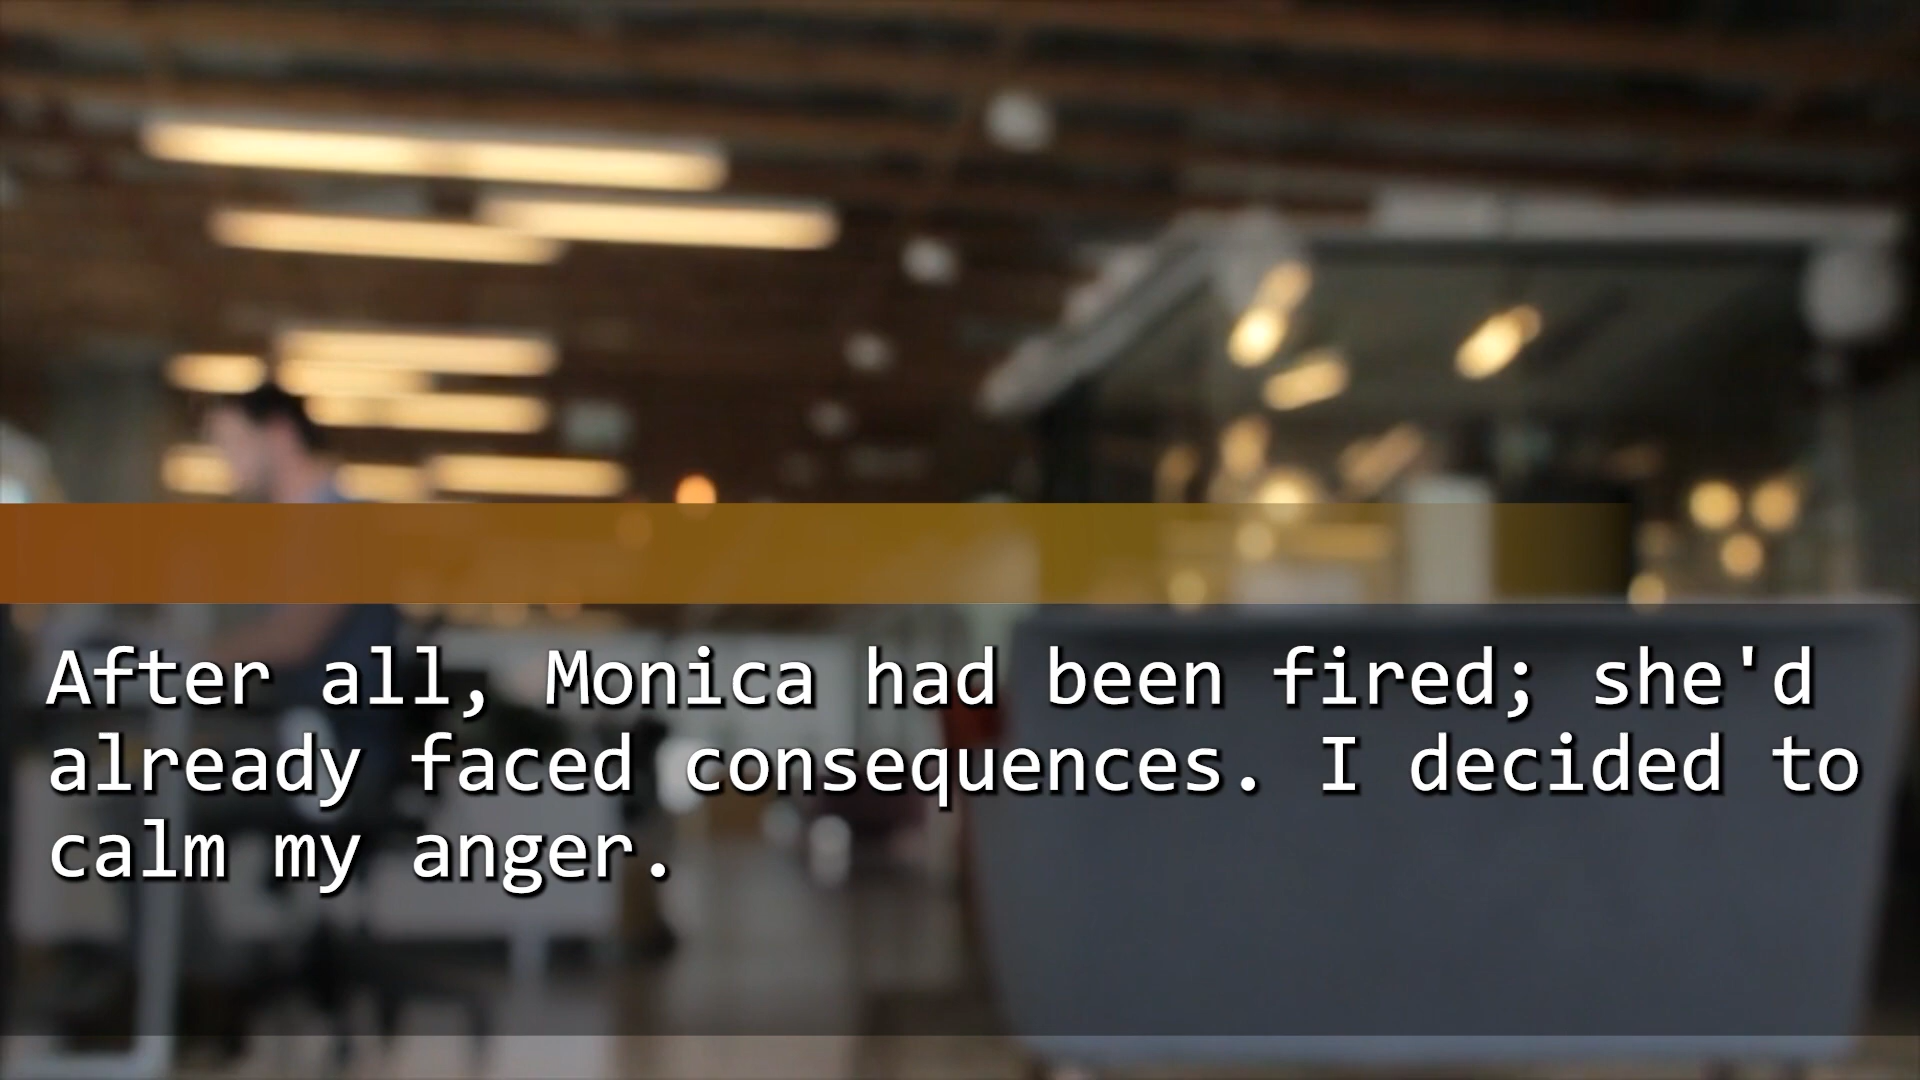 After all, Monica had been fired; she'd
already faced consequences. I decided to
calm my anger.